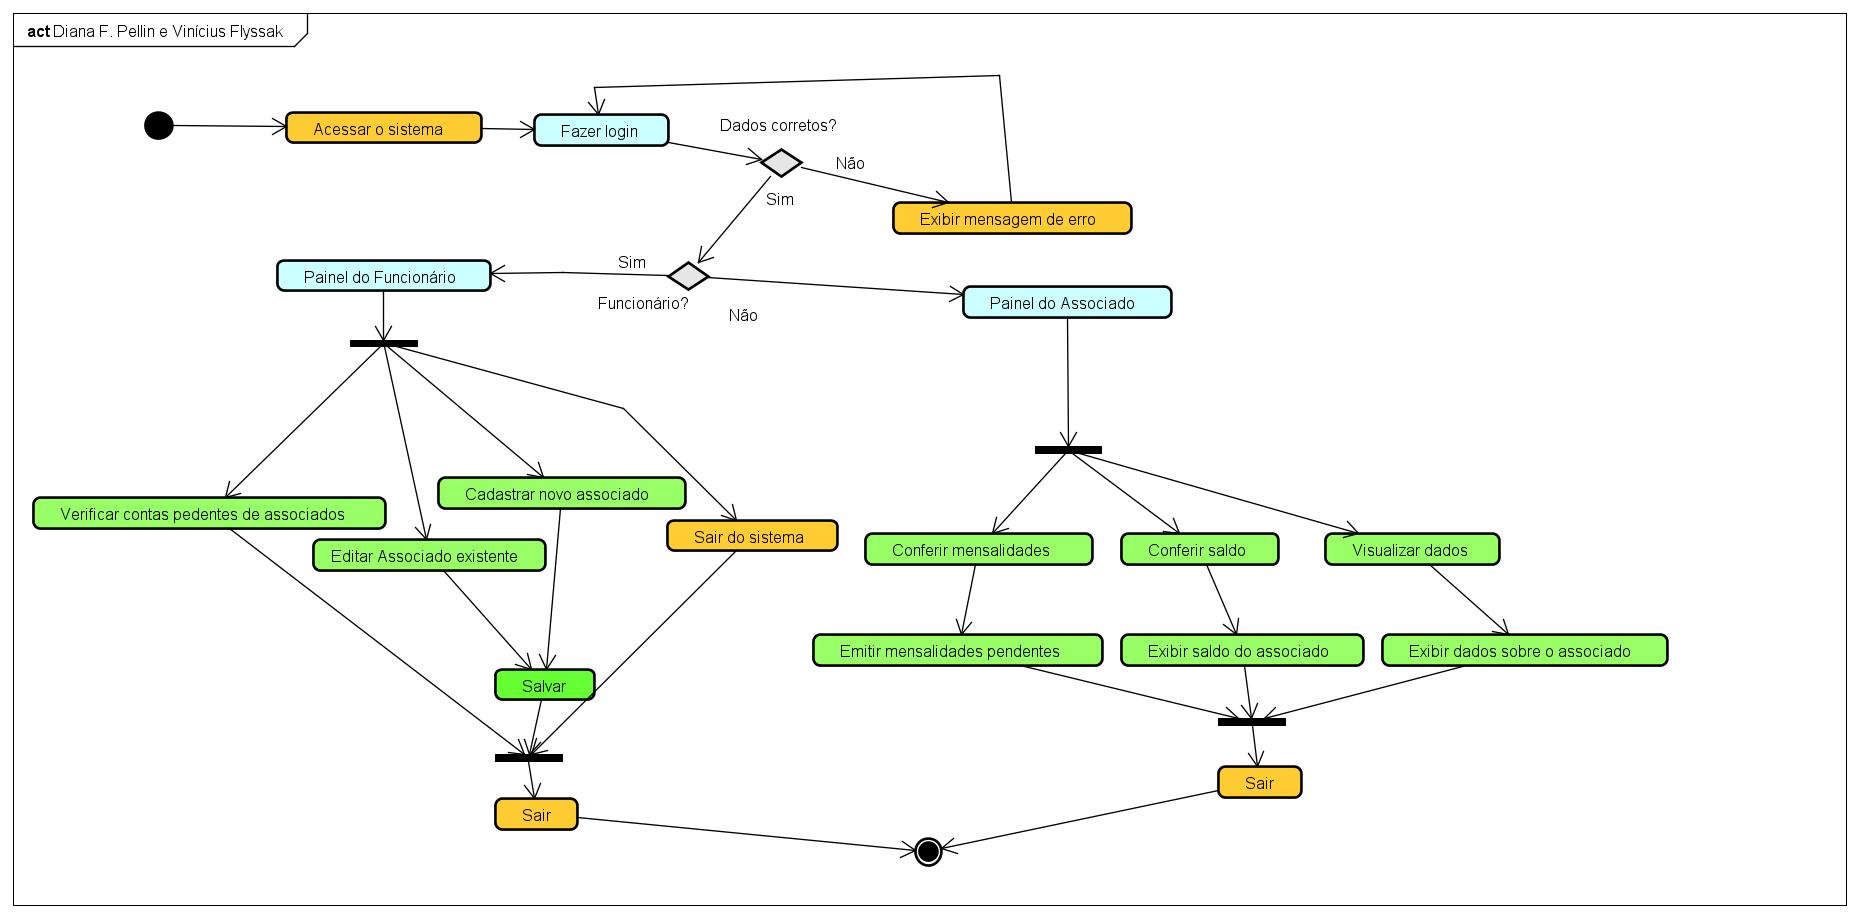 act Diana F. Pellin e Vinícius Flyssak
Acessar o sistema
Fazer login
Dados corretos?
Não
Sim
Exibir mensagem de erro
Painel do Funcionário
Sim
Funcionário?
Não
Painel do Associado
Verificar contas pedentes de associados
Editar Associado existente
Cadastrar novo associado
Sair do sistema
Conferir mensalidades
Conferir saldo
Visualizar dados
Emitir mensalidades pendentes
Exibir saldo do associado
Exibir dados sobre o associado
Salvar
Sair
Sair